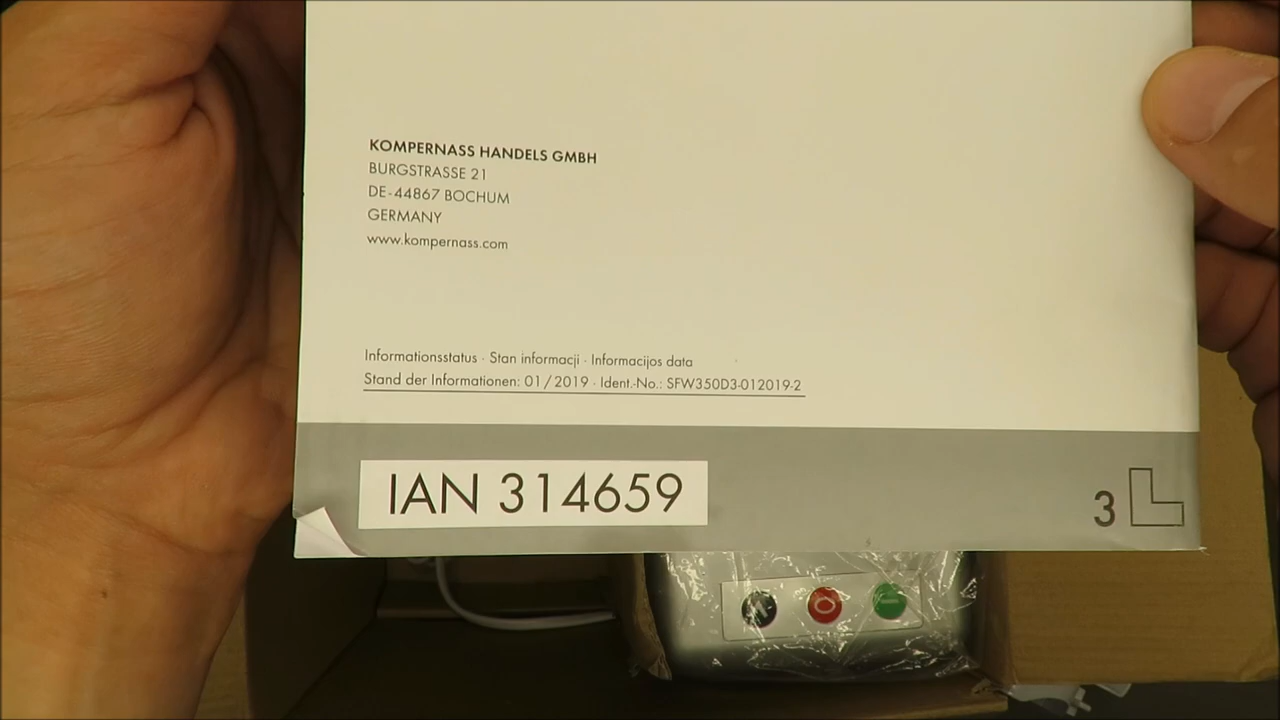 KOMPERNASS HANDELS GMBH
BURGSTRASSE 21
DE-44867 BOCHUM
GERMANY
www.kompernass.com
Informationsstatus · Stan informacji · Informacijos data
Stand der Informationen: 01/2019 · Ident.-No.: SFW350D3-012019-2
IAN 314659
3